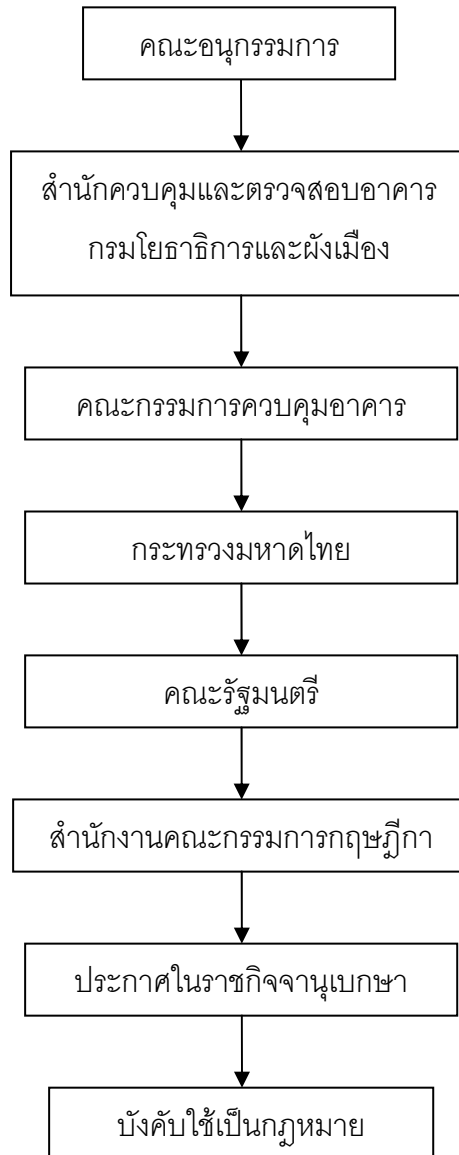 คณะอนุกรรมการ
สำนักควบคุมและตรวจสอบอาคาร
กรมโยธาธิการและผังเมือง
คณะกรรมการควบคุมอาคาร
กระทรวงมหาดไทย
คณะรัฐมนตรี
สำนักงานคณะกรรมการกฤษฎีกา
ประกาศในราชกิจจานุเบกษา
บังคับใช้เป็นกฎหมาย